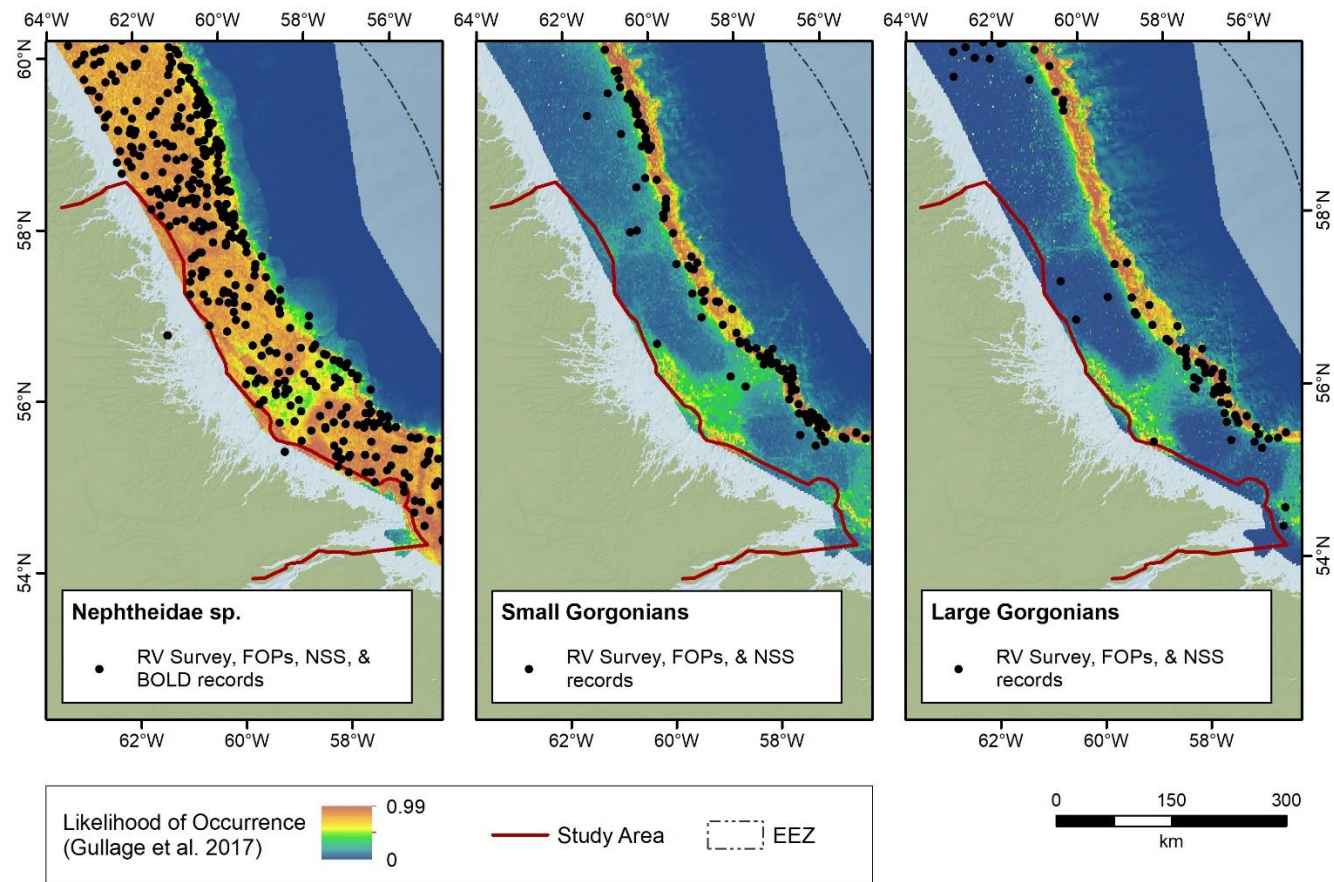 64°W 62°W 60°W 58°W 56°W 64°W 62°W 60°W 58°W 56°W 64°W 62°W 60°W 58°W 56°W
60°N
58°N
56°N
54°N
58°N
56°N
54°N
Nephtheidae sp.
RV Survey, FOPs, NSS, &
BOLD records
Small Gorgonians
RV Survey, FOPs, & NSS
records
Large Gorgonians
RV Survey, FOPs, & NSS
records
62°W 60°W 58°W 62°W 60°W 58°W 62°W 60°W 58°W
Likelihood of Occurrence
(Gullage et al. 2017)
0.99
0
Study Area
EEZ
0 150 300
km